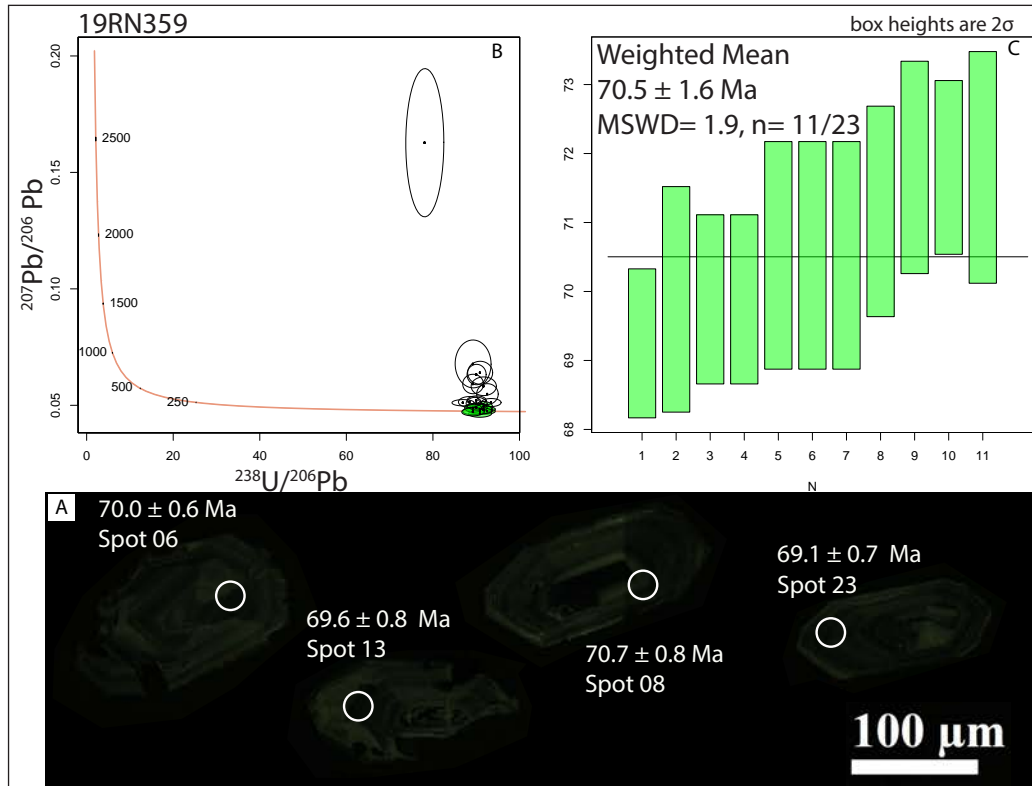 19RN359
box heights are 2σ
B
0.20
0.15
0.10
0.05
²⁰⁷Pb/²⁰⁶ Pb
2500
2000
1500
1000
500
250
0 20 40 60 80 100
²³⁸U/²⁰⁶Pb
C
Weighted Mean
70.5 ± 1.6 Ma
MSWD= 1.9, n= 11/23
73
72
71
70
69
68
1 2 3 4 5 6 7 8 9 10 11
N
A
70.0 ± 0.6 Ma
Spot 06
69.6 ± 0.8 Ma
Spot 13
70.7 ± 0.8 Ma
Spot 08
69.1 ± 0.7 Ma
Spot 23
100 µm